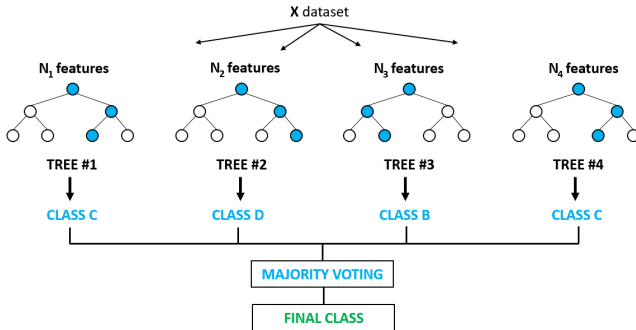 X dataset
N₁ features N₂ features N₃ features N₄ features
TREE #1 TREE #2 TREE #3 TREE #4
CLASS C CLASS D CLASS B CLASS C
MAJORITY VOTING
FINAL CLASS